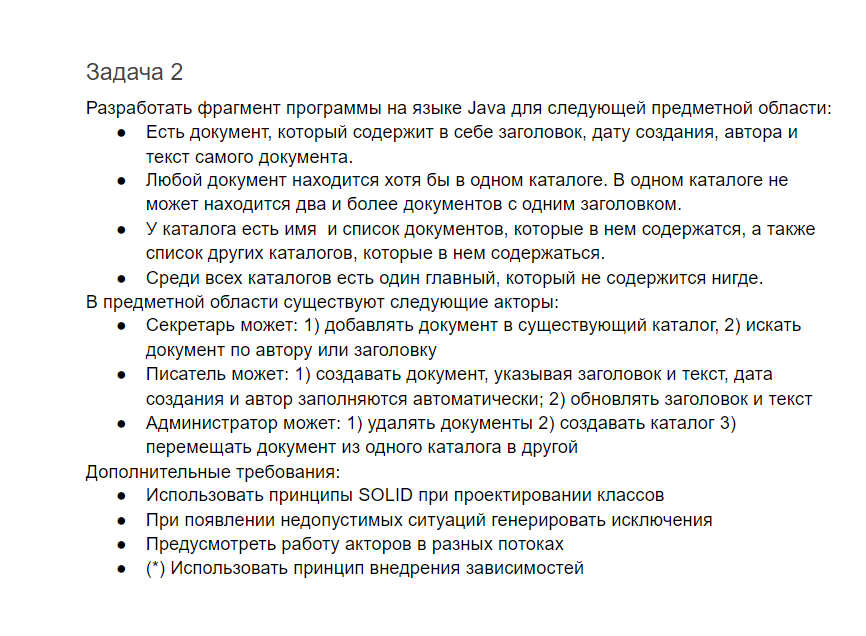 Задача 2
Разработать фрагмент программы на языке Java для следующей предметной области:
● Есть документ, который содержит в себе заголовок, дату создания, автора и
текст самого документа.
● Любой документ находится хотя бы в одном каталоге. В одном каталоге не
может находится два и более документов с одним заголовком.
● У каталога есть имя  и список документов, которые в нем содержатся, а также
список других каталогов, которые в нем содержаться.
● Среди всех каталогов есть один главный, который не содержится нигде.
В предметной области существуют следующие акторы:
● Секретарь может: 1) добавлять документ в существующий каталог, 2) искать
документ по автору или заголовку
● Писатель может: 1) создавать документ, указывая заголовок и текст, дата
создания и автор заполняются автоматически; 2) обновлять заголовок и текст
● Администратор может: 1) удалять документы 2) создавать каталог 3)
перемещать документ из одного каталога в другой
Дополнительные требования:
● Использовать принципы SOLID при проектировании классов
● При появлении недопустимых ситуаций генерировать исключения
● Предусмотреть работу акторов в разных потоках
● (*) Использовать принцип внедрения зависимостей